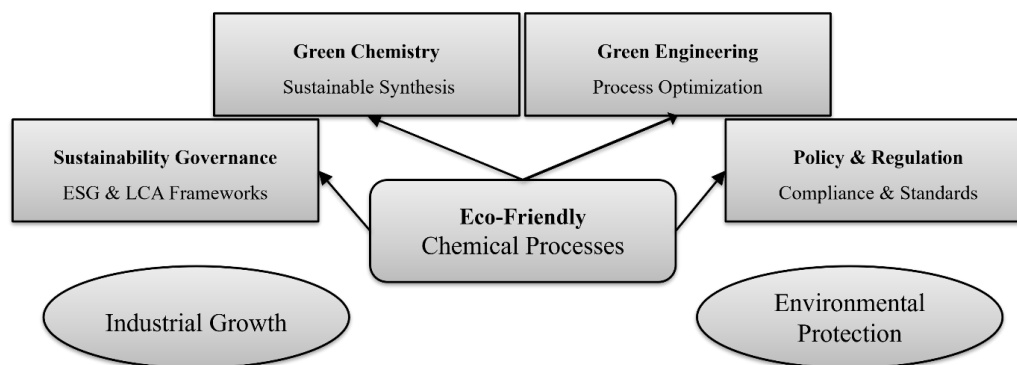 Green Chemistry
Sustainable Synthesis
Green Engineering
Process Optimization
Sustainability Governance
ESG & LCA Frameworks
Policy & Regulation
Compliance & Standards
Eco-Friendly
Chemical Processes
Industrial Growth
Environmental
Protection